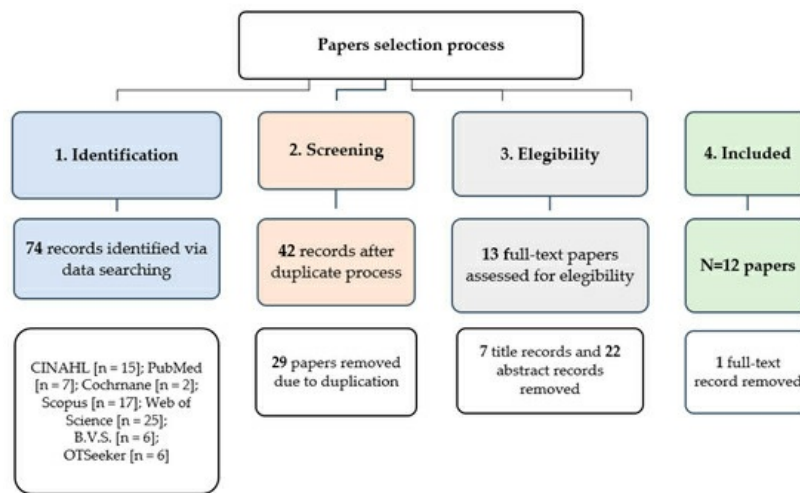 Papers selection process
1. Identification
2. Screening
3. Elegibility
4. Included
74 records identified via
data searching
42 records after
duplicate process
13 full-text papers
assessed for elegibility
N=12 papers
CINAHL [n = 15]; PubMed
[n = 7]; Cochrnane [n = 2];
Scopus [n = 17]; Web of
Science [n = 25];
B.V.S. [n = 6];
OTSeeker [n = 6]
29 papers removed
due to duplication
7 title records and 22
abstract records
removed
1 full-text
record removed